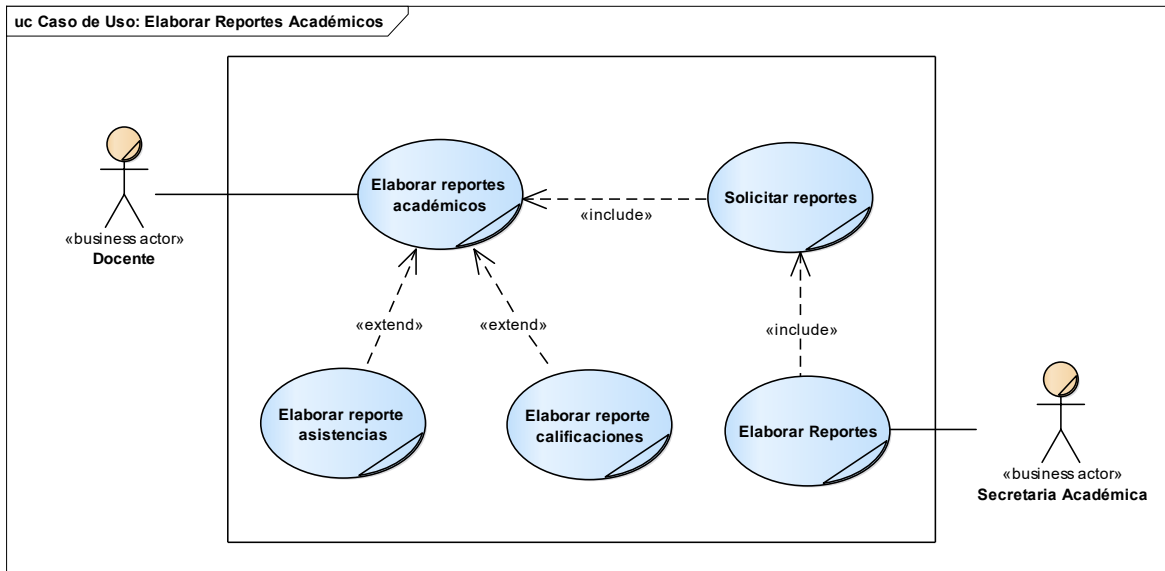 uc Caso de Uso: Elaborar Reportes Académicos
«business actor»
Docente
Elaborar reportes
académicos
«include»
Solicitar reportes
«extend»
«extend»
«include»
Elaborar reporte
asistencias
Elaborar reporte
calificaciones
Elaborar Reportes
«business actor»
Secretaria Académica